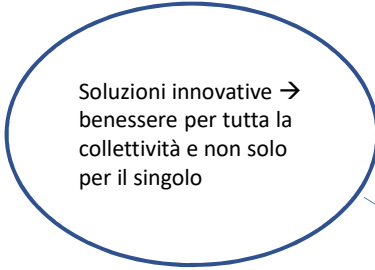 Soluzioni innovative →
benessere per tutta la
collettività e non solo
per il singolo